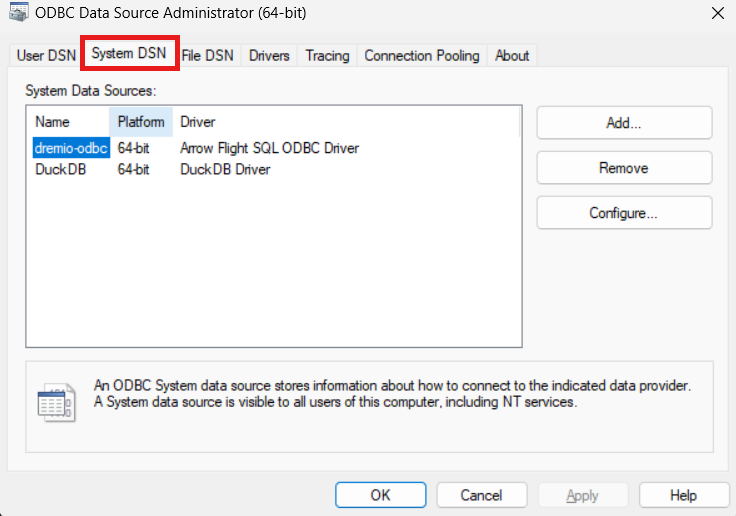 ODBC Data Source Administrator (64-bit)
User DSN System DSN File DSN Drivers Tracing Connection Pooling About
System Data Sources:
Name Platform Driver
dremio-odbc 64-bit Arrow Flight SQL ODBC Driver
DuckDB 64-bit DuckDB Driver
Add...
Remove
Configure...
An ODBC System data source stores information about how to connect to the indicated data provider.
A System data source is visible to all users of this computer, including NT services.
OK Cancel Apply Help